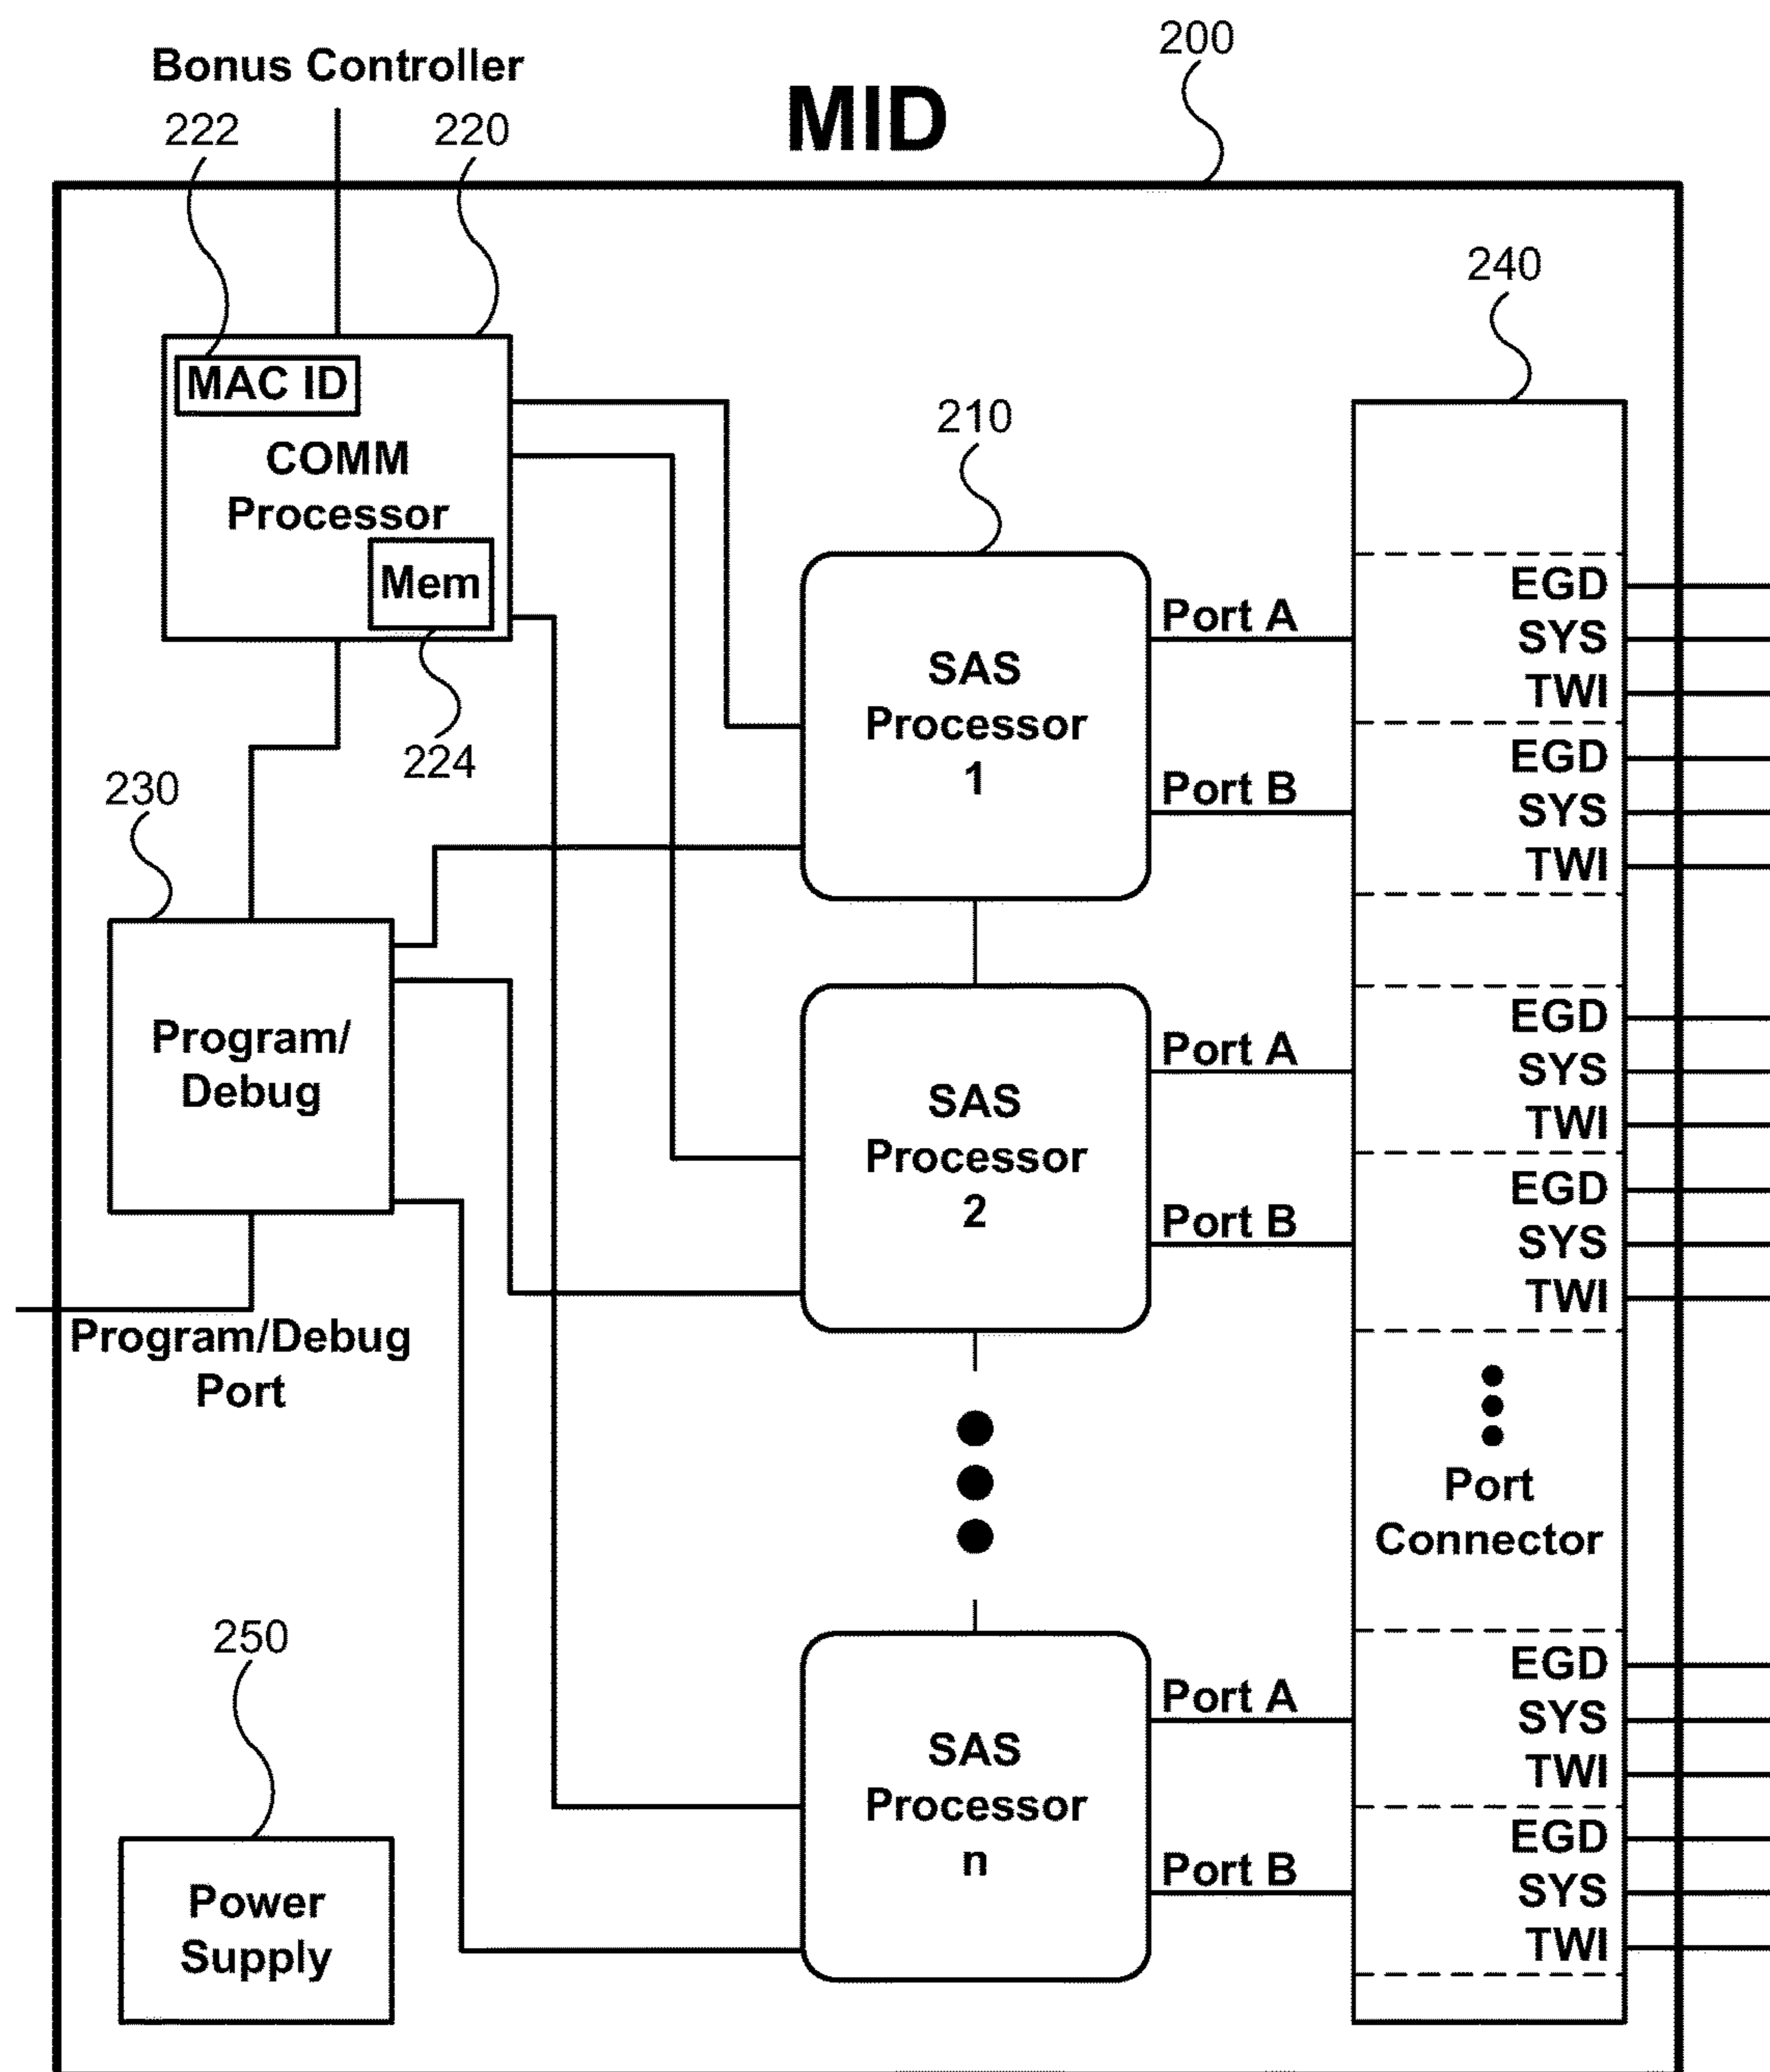 200
Bonus Controller
MID
222
220
240
MAC ID
210
COMM
Processor
Mem
224
230
SAS
Processor
1
Port A
Port B
EGD
SYS
TWI
EGD
SYS
TWI
Program/
Debug
Program/Debug
Port
SAS
Processor
2
Port A
Port B
EGD
SYS
TWI
EGD
SYS
TWI
Port
Connector
250
Power
Supply
SAS
Processor
n
Port A
Port B
EGD
SYS
TWI
EGD
SYS
TWI